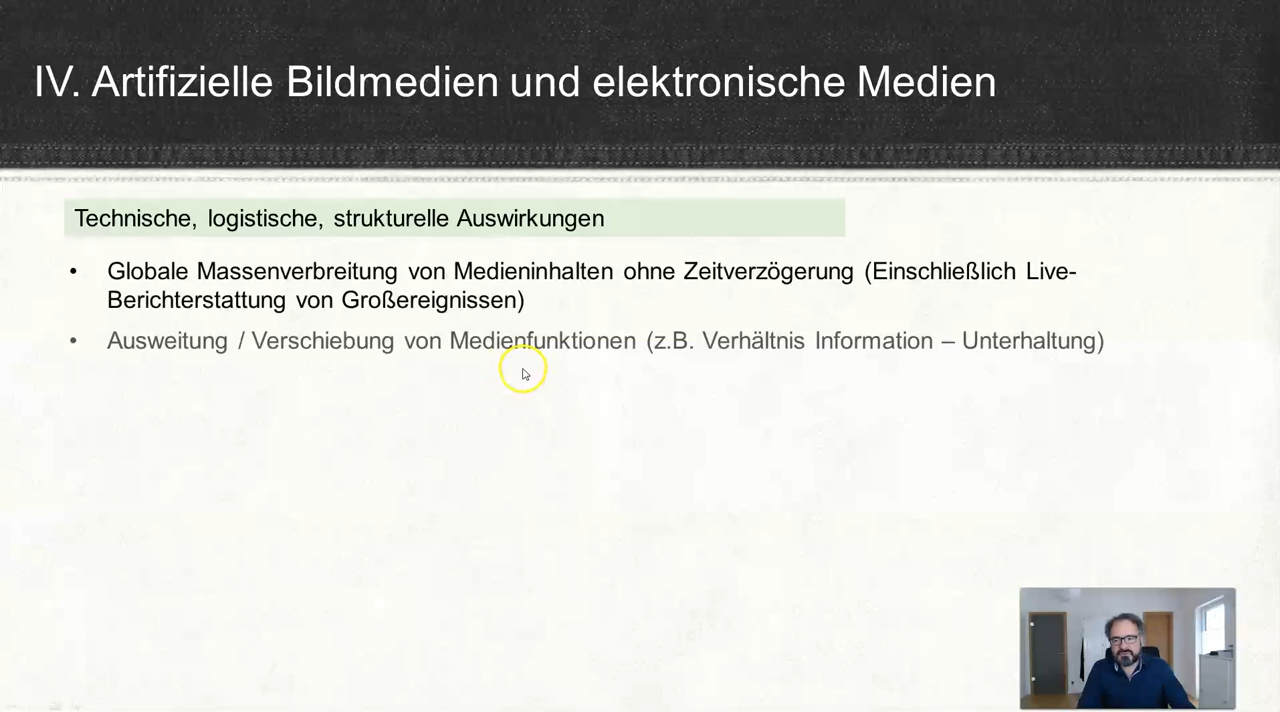 IV. Artifizielle Bildmedien und elektronische Medien
Technische, logistische, strukturelle Auswirkungen
• Globale Massenverbreitung von Medieninhalten ohne Zeitverzögerung (Einschließlich Live-
Berichterstattung von Großereignissen)
• Ausweitung / Verschiebung von Medienfunktionen (z.B. Verhältnis Information – Unterhaltung)